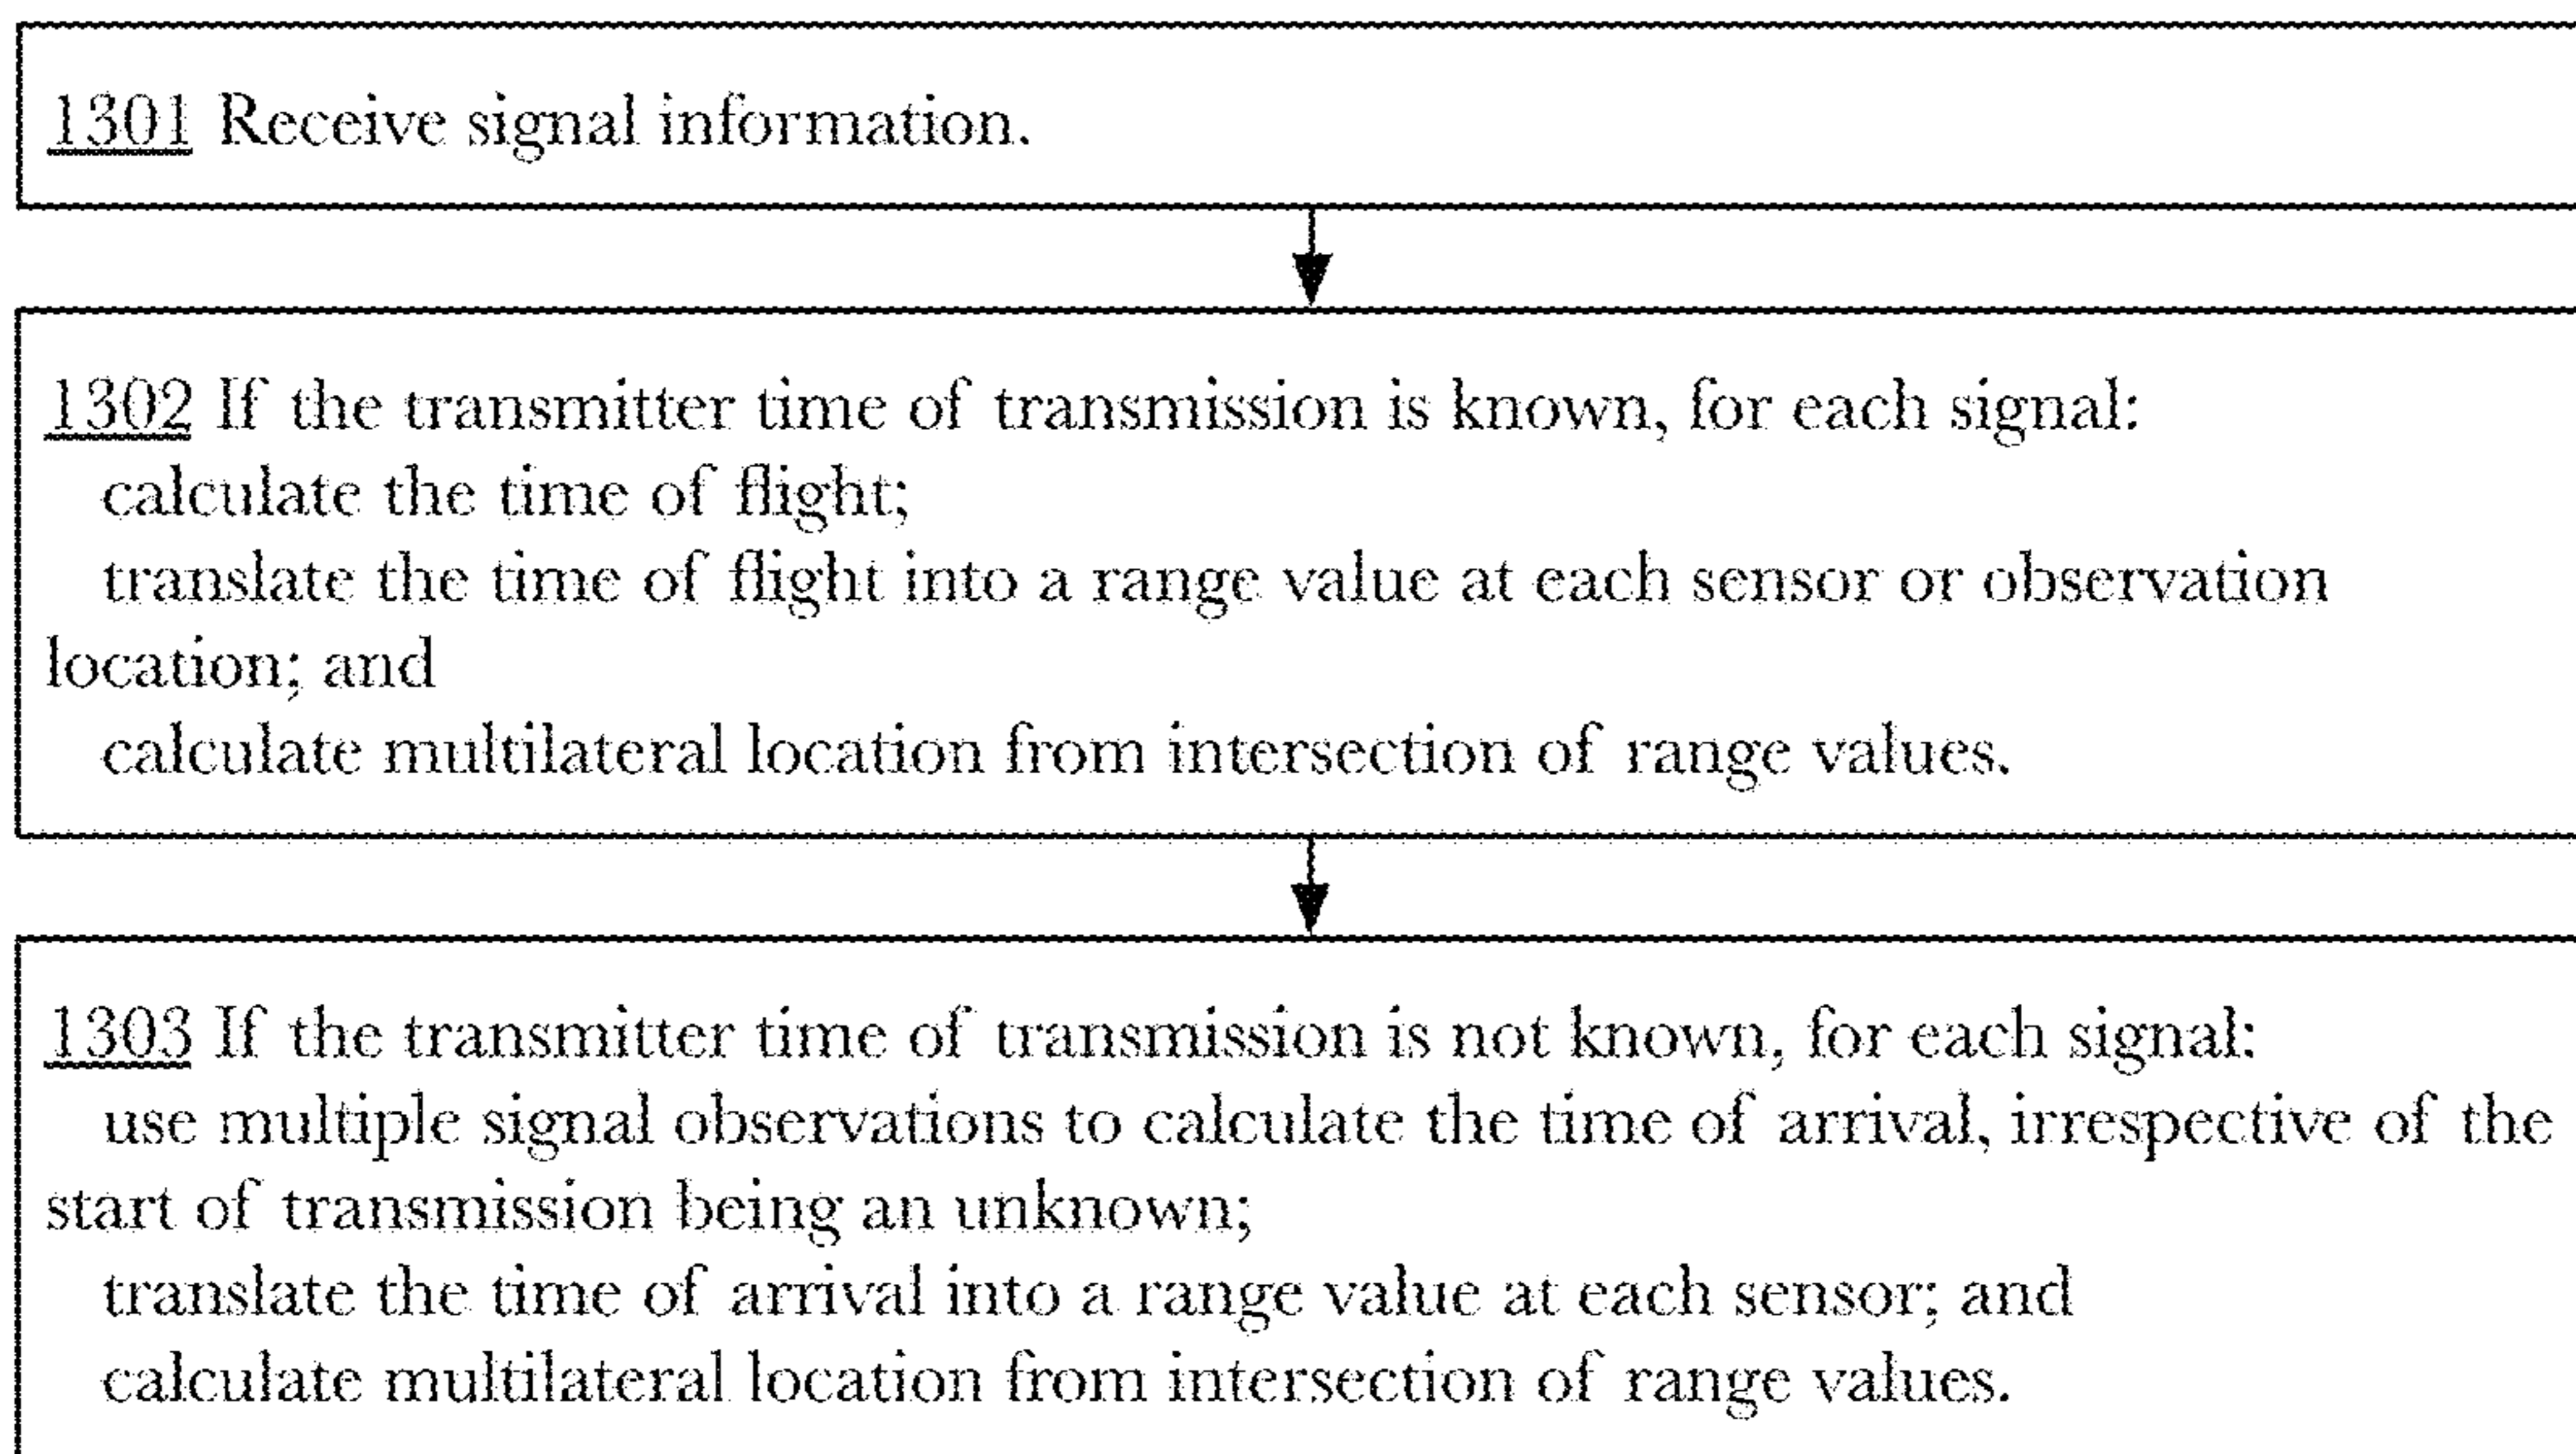 1301 Receive signal information.
1302 If the transmitter time of transmission is known, for each signal:
calculate the time of flight;
translate the time of flight into a range value at each sensor or observation
location; and
calculate multilateral location from intersection of range values.
1303 If the transmitter time of transmission is not known, for each signal:
use multiple signal observations to calculate the time of arrival, irrespective of the
start of transmission being an unknown;
translate the time of arrival into a range value at each sensor; and
calculate multilateral location from intersection of range values.